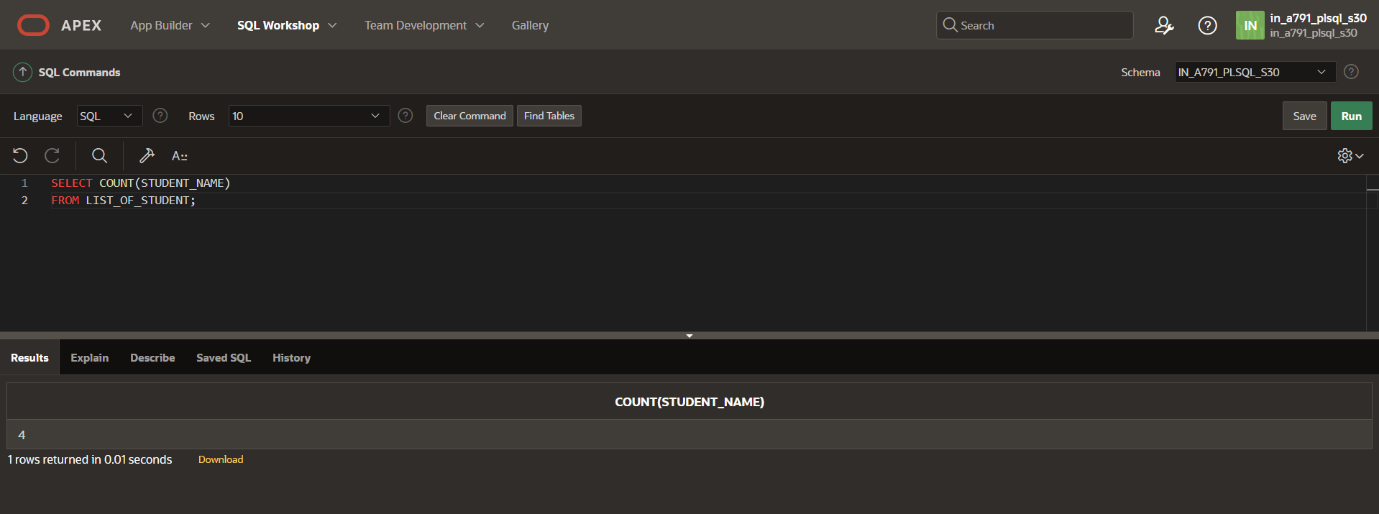 APEX App Builder SQL Workshop Team Development Gallery Search IN in_a791_plsql_s30
in_a791_plsql_s30
SQL Commands Schema IN_A791_PLSQL_S30
Language SQL Rows 10 Clear Command Find Tables Save Run
A::
1 SELECT COUNT(STUDENT_NAME)
2 FROM LIST_OF_STUDENT;
Results Explain Describe Saved SQL History
COUNT(STUDENT_NAME)
4
1 rows returned in 0.01 seconds Download